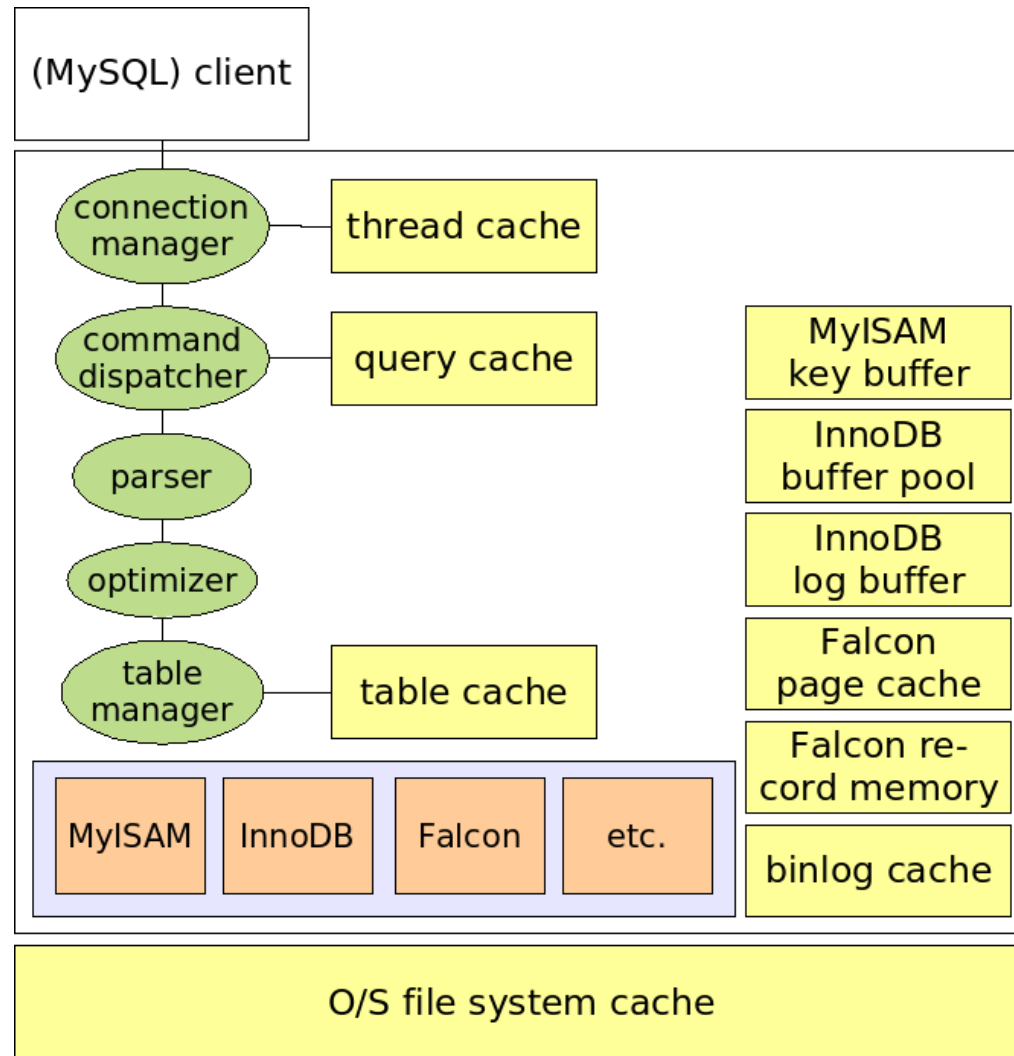 (MySQL) client
connection
manager
thread cache
command
dispatcher
query cache
parser
optimizer
table
manager
table cache
MyISAM
InnoDB
Falcon
etc.
MyISAM
key buffer
InnoDB
buffer pool
InnoDB
log buffer
Falcon
page cache
Falcon re-
cord memory
binlog cache
O/S file system cache